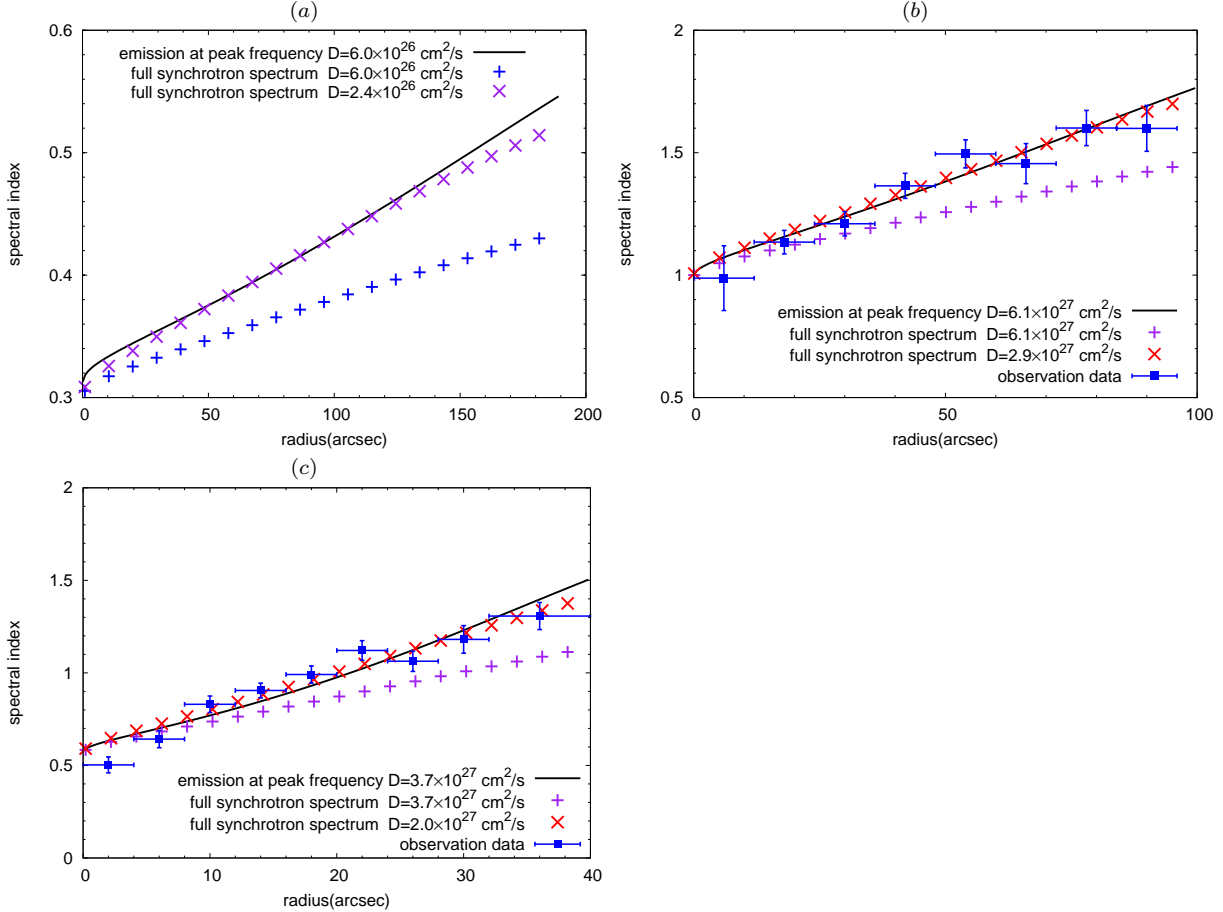 (a)
0.6
0.5
0.4
0.3
spectral index
emission at peak frequency D=6.0×10^26 cm^2/s
full synchrotron spectrum D=6.0×10^26 cm^2/s
full synchrotron spectrum D=2.4×10^26 cm^2/s
0 50 100 150 200
radius(arcsec)
(b)
2
1.5
1
0.5
spectral index
emission at peak frequency D=6.1×10^27 cm^2/s
full synchrotron spectrum D=6.1×10^27 cm^2/s
full synchrotron spectrum D=2.9×10^27 cm^2/s
observation data
0 50 100
radius(arcsec)
(c)
2
1.5
1
0.5
0
spectral index
emission at peak frequency D=3.7×10^27 cm^2/s
full synchrotron spectrum D=3.7×10^27 cm^2/s
full synchrotron spectrum D=2.0×10^27 cm^2/s
observation data
0 10 20 30 40
radius(arcsec)